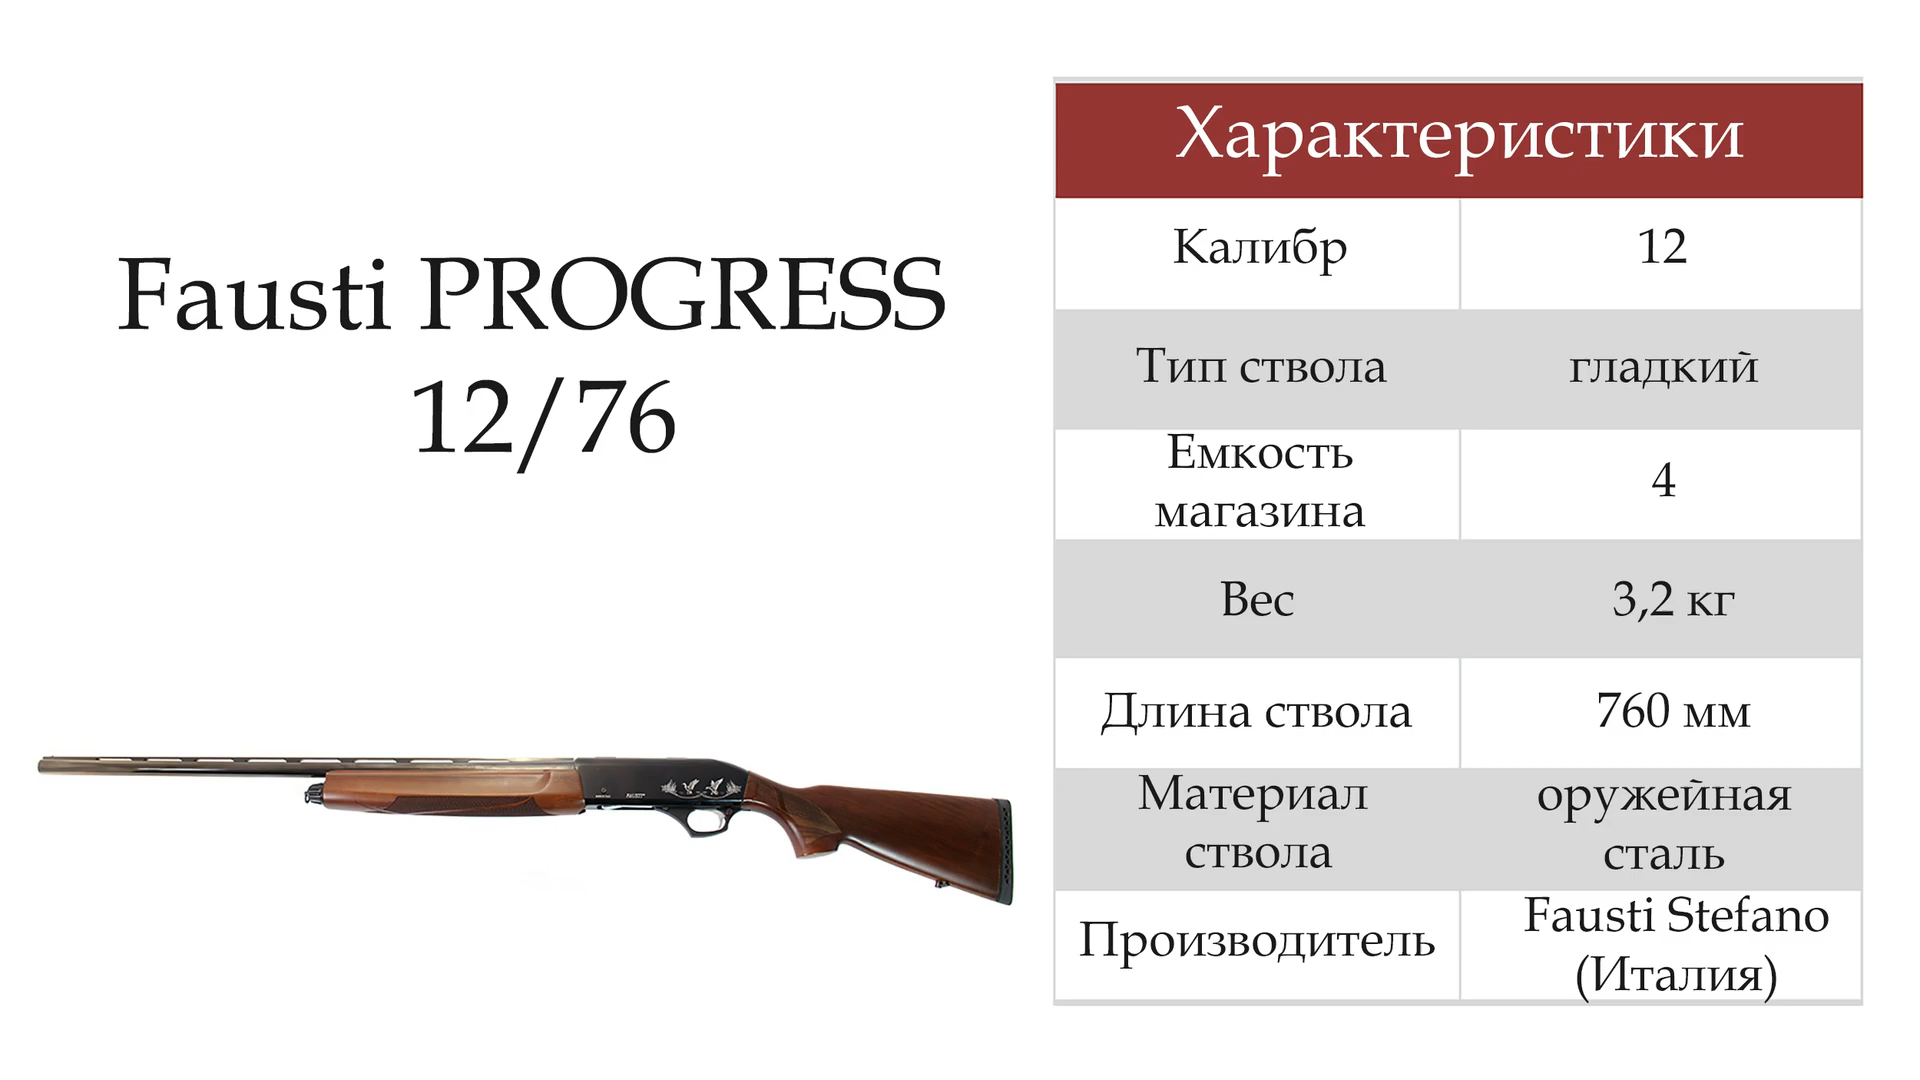 Fausti PROGRESS
12/76
Характеристики
Калибр 12
Тип ствола гладкий
Емкость
магазина
4
Вес 3,2 кг
Длина ствола 760 мм
Материал
ствола
оружейная
сталь
Производитель
Fausti Stefano
(Италия)